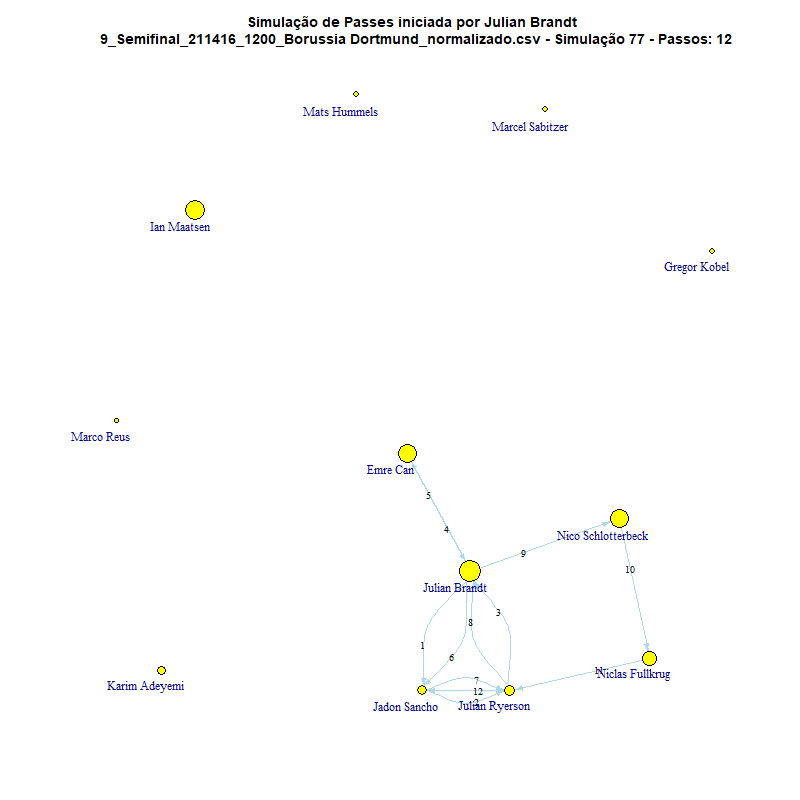 Simulação de Passes iniciada por Julian Brandt
9_Semifinal_211416_1200_Borussia Dortmund_normalizado.csv - Simulação 77 - Passos: 12
Mats Hummels
Marcel Sabitzer
Ian Maatsen
Gregor Kobel
Marco Reus
Emre Can
5
4
Nico Schlotterbeck
9
10
Julian Brandt
3
8
1
6
Niclas Fullkrug
11
7
12
2
Karim Adeyemi
Jadon Sancho
Julian Ryerson